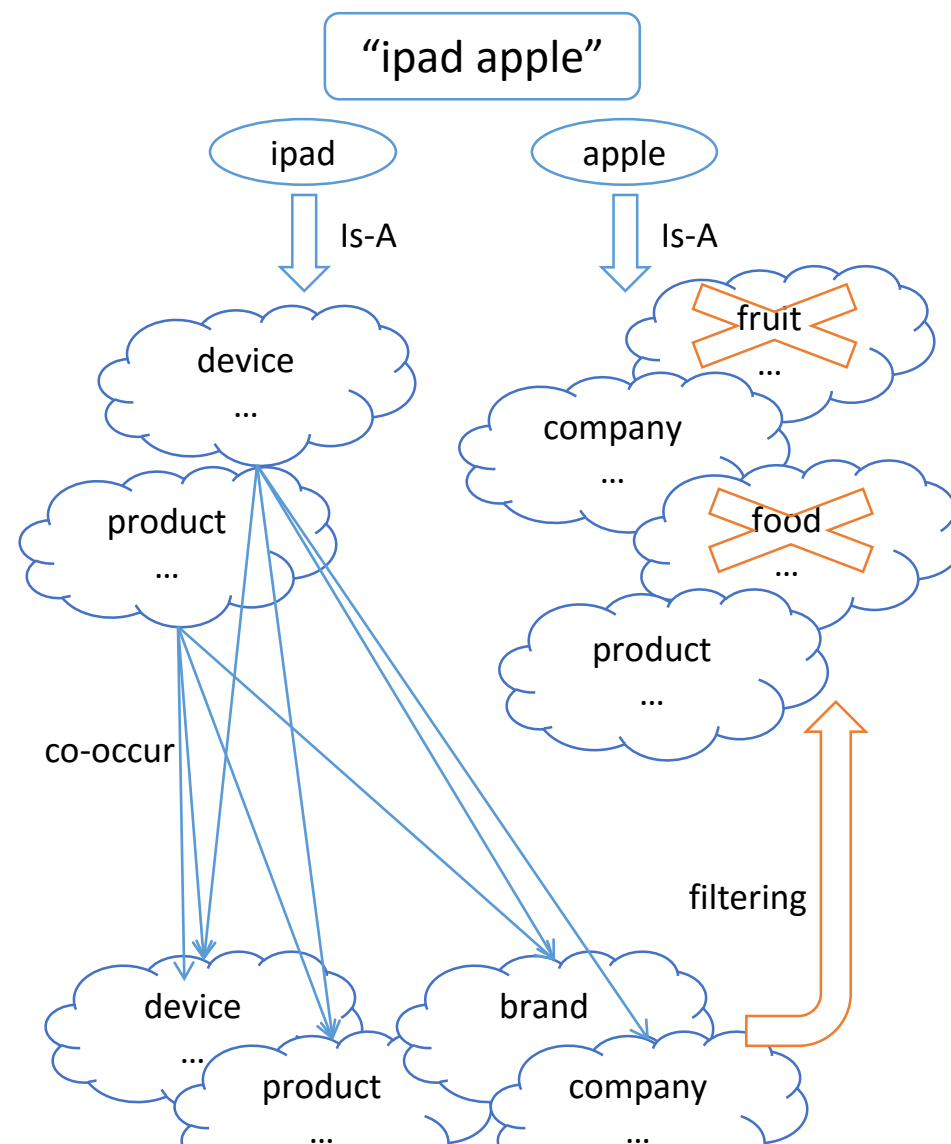 “ipad apple”
ipad
apple
Is-A
Is-A
fruit
...
device
...
company
...
product
...
food
...
product
...
co-occur
filtering
device
...
brand
product
...
company
...